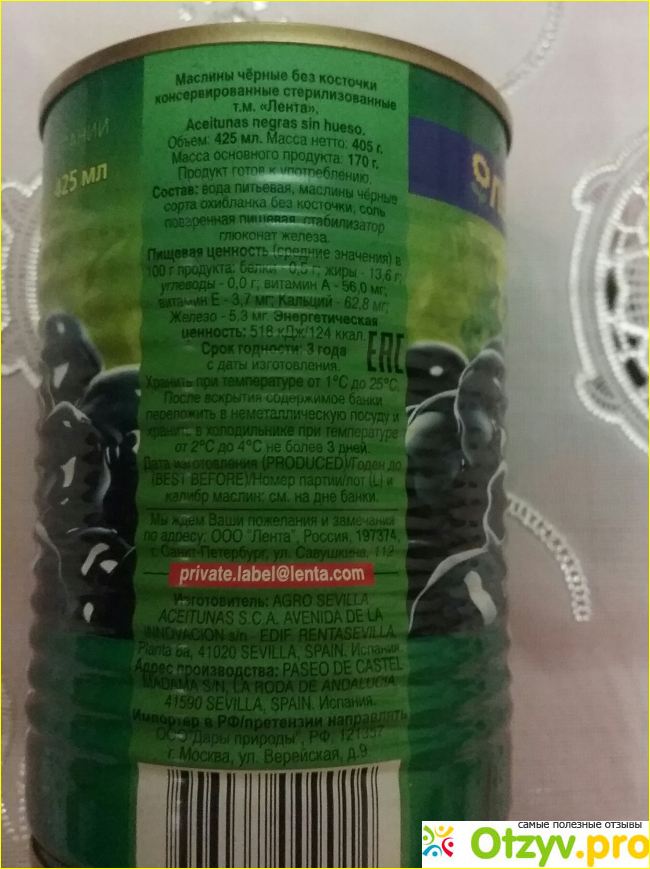 Маслины чёрные без косточки
консервированные стерилизованные
т.м. «Лента».
Aceitunas negras sin hueso.
Объем: 425 мл. Масса нетто: 405 г.
Масса основного продукта: 170 г.
Продукт готов к употреблению.
Состав: вода питьевая, маслины чёрные
сорта охибланка без косточки, соль
поваренная пищевая, стабилизатор
глюконат железа.
Пищевая ценность (средние значения) в
100 г продукта: белки - 0,5 г; жиры - 13,6 г;
углеводы - 0,0 г; витамин А - 56,0 мг;
витамин Е - 3,7 мг; Кальций - 62,8 мг;
Железо - 5,3 мг. Энергетическая
ценность: 518 кДж/124 ккал.
Срок годности: 3 года
с даты изготовления.
EAC
Хранить при температуре от 1°С до 25°С.
После вскрытия содержимое банки
переложить в неметаллическую посуду и
хранить в холодильнике при температуре
от 2°С до 4°С не более 3 дней.
Дата изготовления (PRODUCED)/Годен до
(BEST BEFORE)/Номер партии/лот (L) и
калибр маслин: см. на дне банки.
Мы ждем Ваши пожелания и замечания
по адресу: ООО "Лента", Россия, 197374,
г. Санкт-Петербург, ул. Савушкина, 112
private.label@lenta.com
Изготовитель: AGRO SEVILLA
ACEITUNAS S.C.A. AVENIDA DE LA
INNOVACION s/n - EDIF. RENTASEVILLA,
Planta 8a, 41020 SEVILLA, SPAIN. Испания.
Адрес производства: PASEO DE CASTEL
MADAMA S/N, LA RODA DE ANDALUCIA
41590 SEVILLA, SPAIN. Испания.
Импортер в РФ/претензии направлять
ООО"Дары природы", РФ, 121357
г. Москва, ул. Верейская, д.9
425 мл
самые полезные отзывы
Otzyv.pro